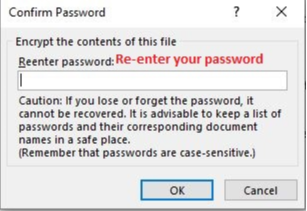 Confirm Password ? X
Encrypt the contents of this file
Reenter password: Re-enter your password
Caution: If you lose or forget the password, it
cannot be recovered. It is advisable to keep a list of
passwords and their corresponding document
names in a safe place.
(Remember that passwords are case-sensitive.)
OK Cancel